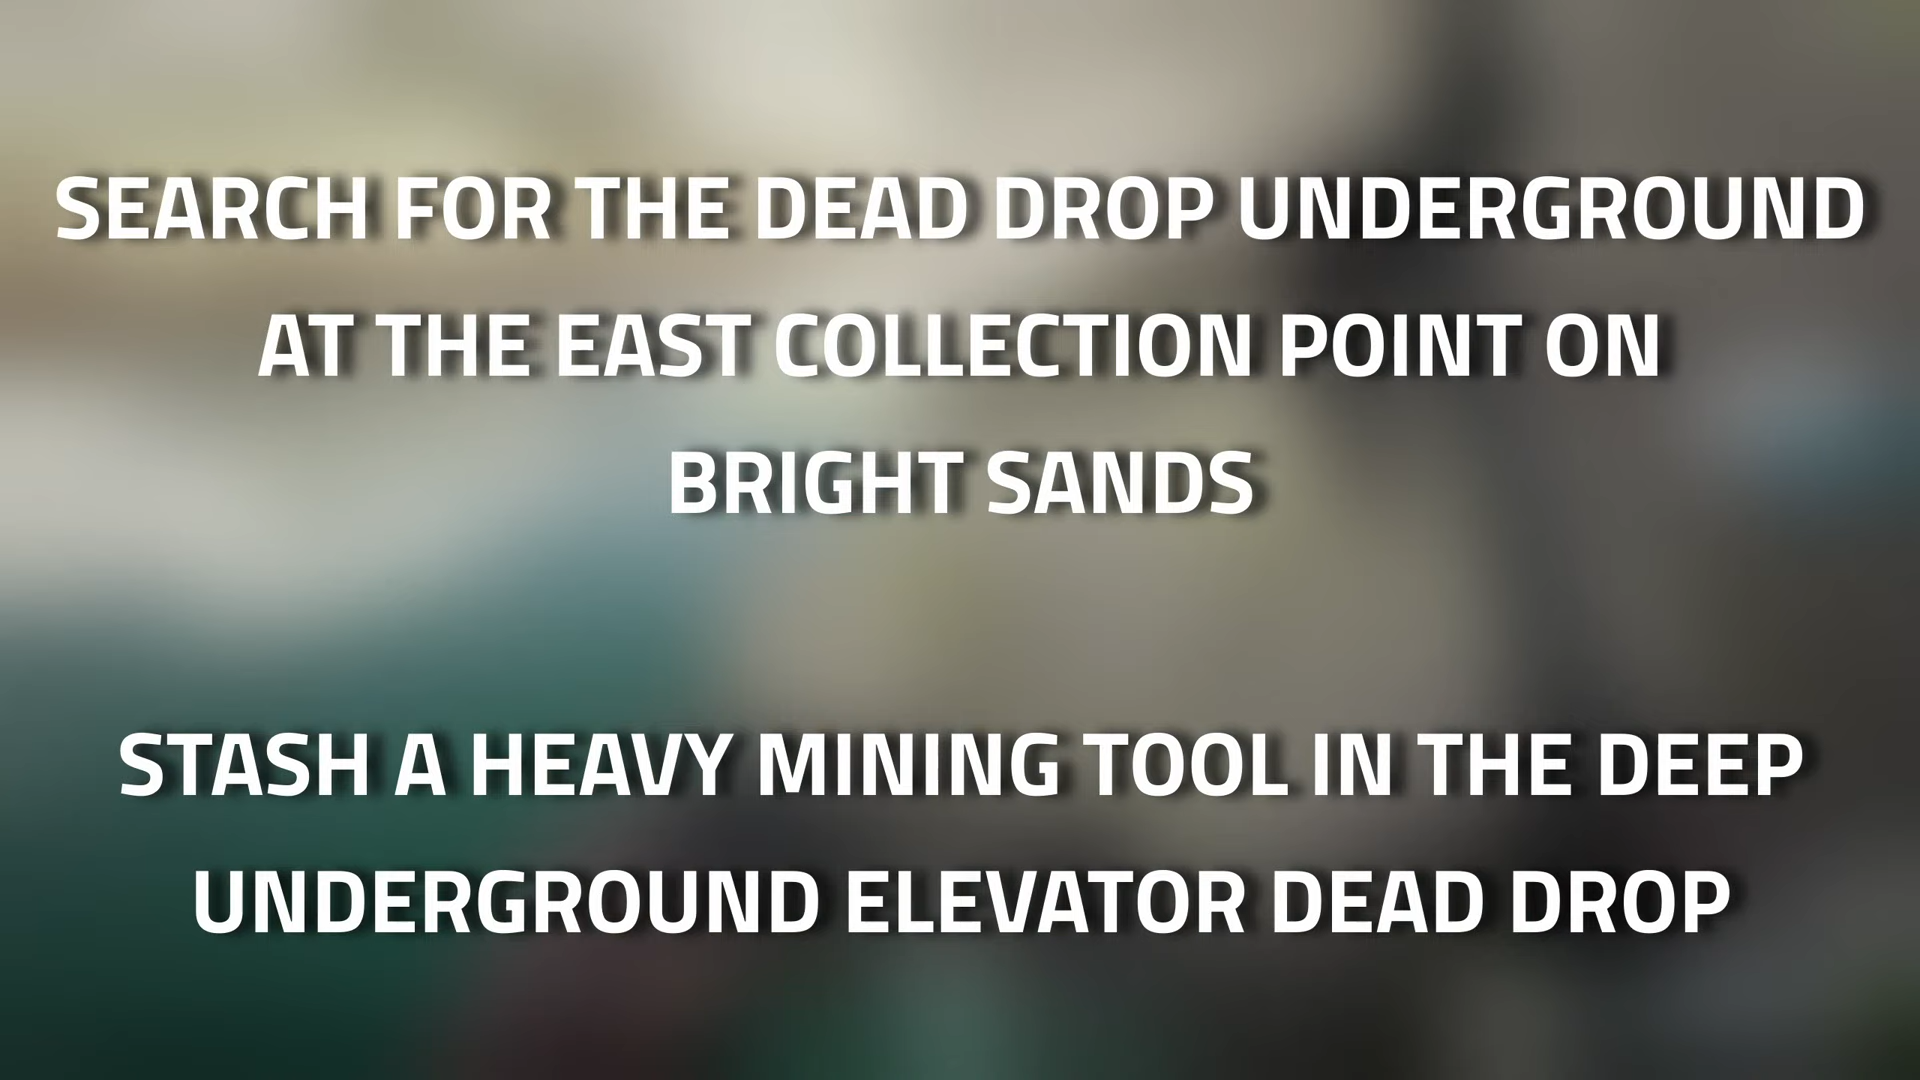 SEARCH FOR THE DEAD DROP UNDERGROUND
AT THE EAST COLLECTION POINT ON
BRIGHT SANDS
STASH A HEAVY MINING TOOL IN THE DEEP
UNDERGROUND ELEVATOR DEAD DROP